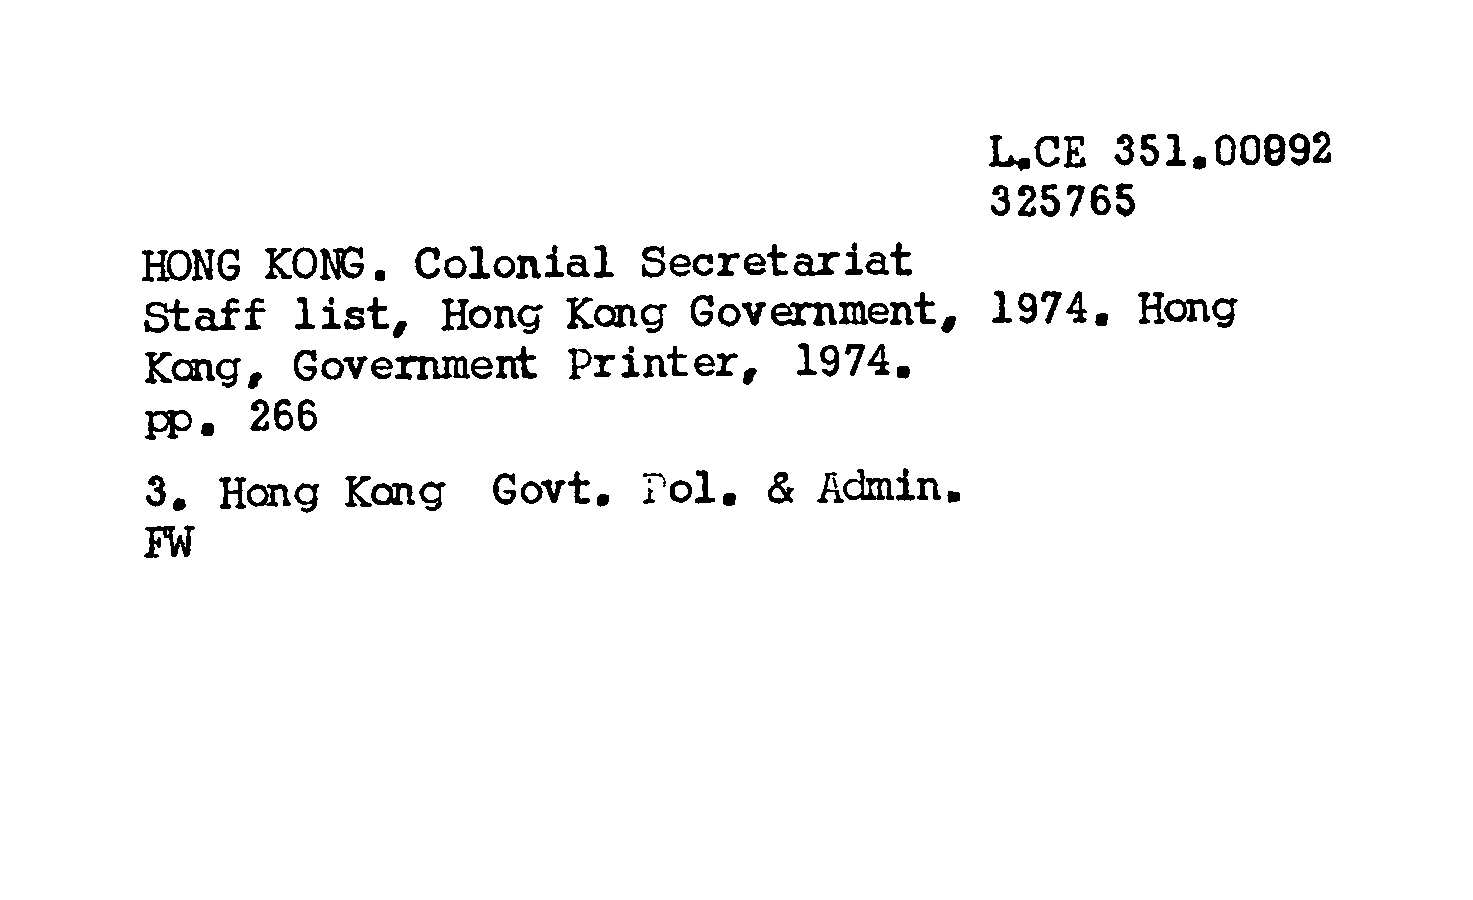 L.CE 351.00092
325765
HONG KONG. Colonial Secretariat
Staff list, Hong Kong Government, 1974. Hong
Kong, Government Printer, 1974.
pp. 266
3. Hong Kong Govt. Pol. & Admin.
FW